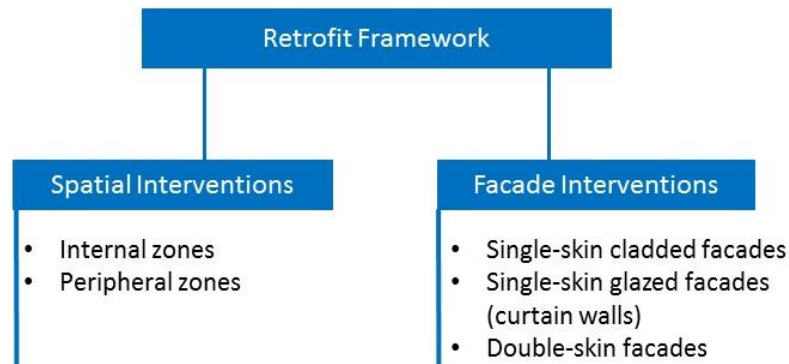 Retrofit Framework
Spatial Interventions
• Internal zones
• Peripheral zones
Facade Interventions
• Single-skin cladded facades
• Single-skin glazed facades
(curtain walls)
• Double-skin facades